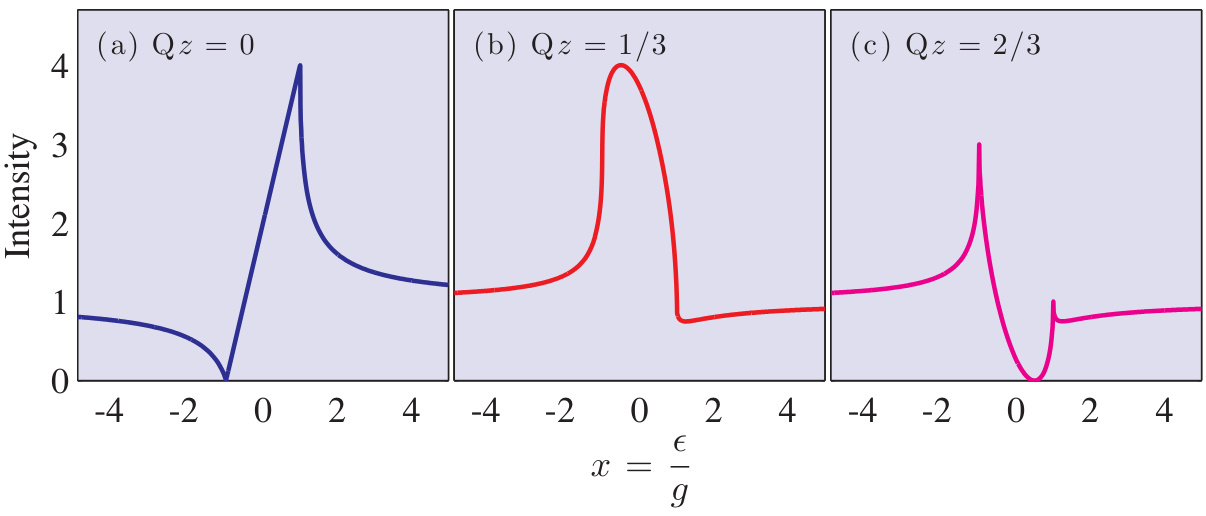 (a) Qz = 0
(b) Qz = 1/3
(c) Qz = 2/3
Intensity
4
3
2
1
0
-4 -2 0 2 4
-4 -2 0 2 4
-4 -2 0 2 4
x = ϵ/g